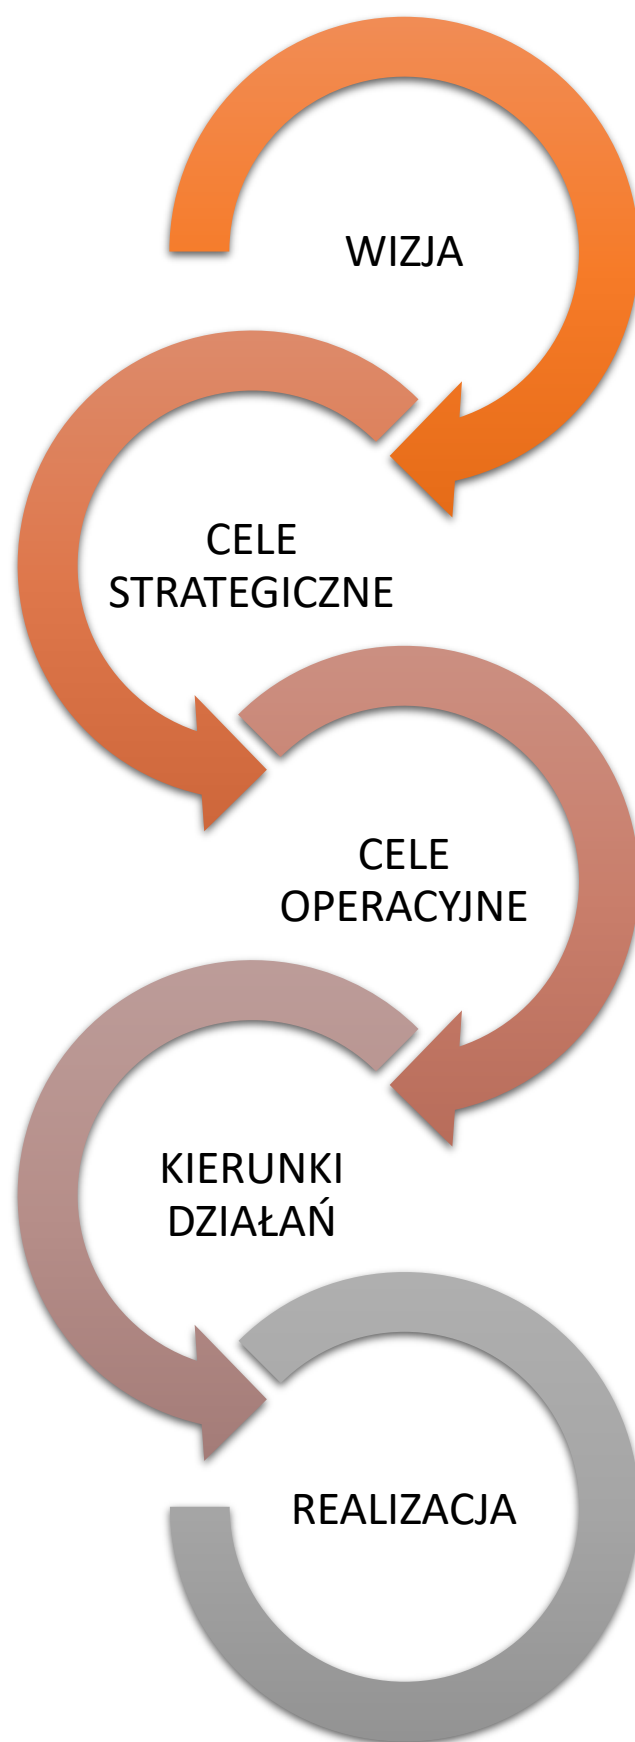 WIZJA
CELE
STRATEGICZNE
CELE
OPERACYJNE
KIERUNKI
DZIAŁAŃ
REALIZACJA